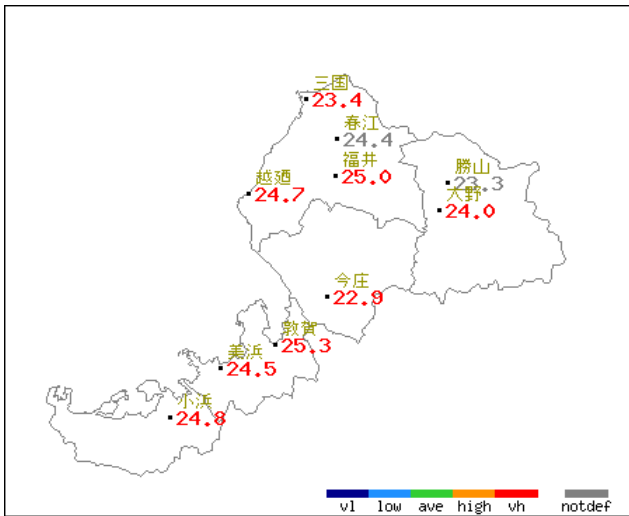 三国
23.4
春江
24.4
福井
25.0
勝山
23.3
越廼
24.7
大野
24.0
今庄
22.9
敦賀
25.3
美浜
24.5
小浜
24.8
vl low ave high vh notdef